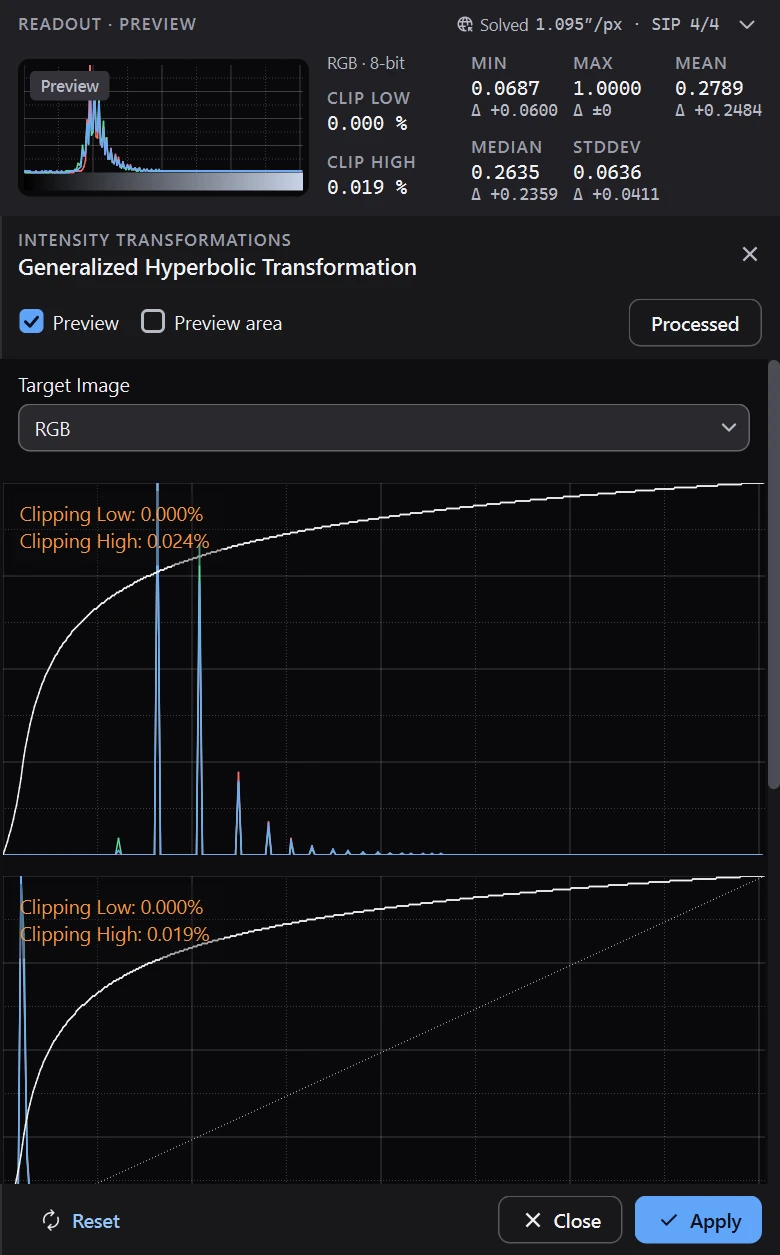 READOUT · PREVIEW
Solved 1.095″/px · SIP 4/4
Preview
RGB · 8-bit
CLIP LOW
0.000 %
CLIP HIGH
0.019 %
MIN MAX MEAN
0.0687 1.0000 0.2789
Δ +0.0600 Δ ±0 Δ +0.2484
MEDIAN STDDEV
0.2635 0.0636
Δ +0.2359 Δ +0.0411
INTENSITY TRANSFORMATIONS
Generalized Hyperbolic Transformation
Preview Preview area Processed
Target Image
RGB
Clipping Low: 0.000%
Clipping High: 0.024%
Clipping Low: 0.000%
Clipping High: 0.019%
Reset Close Apply